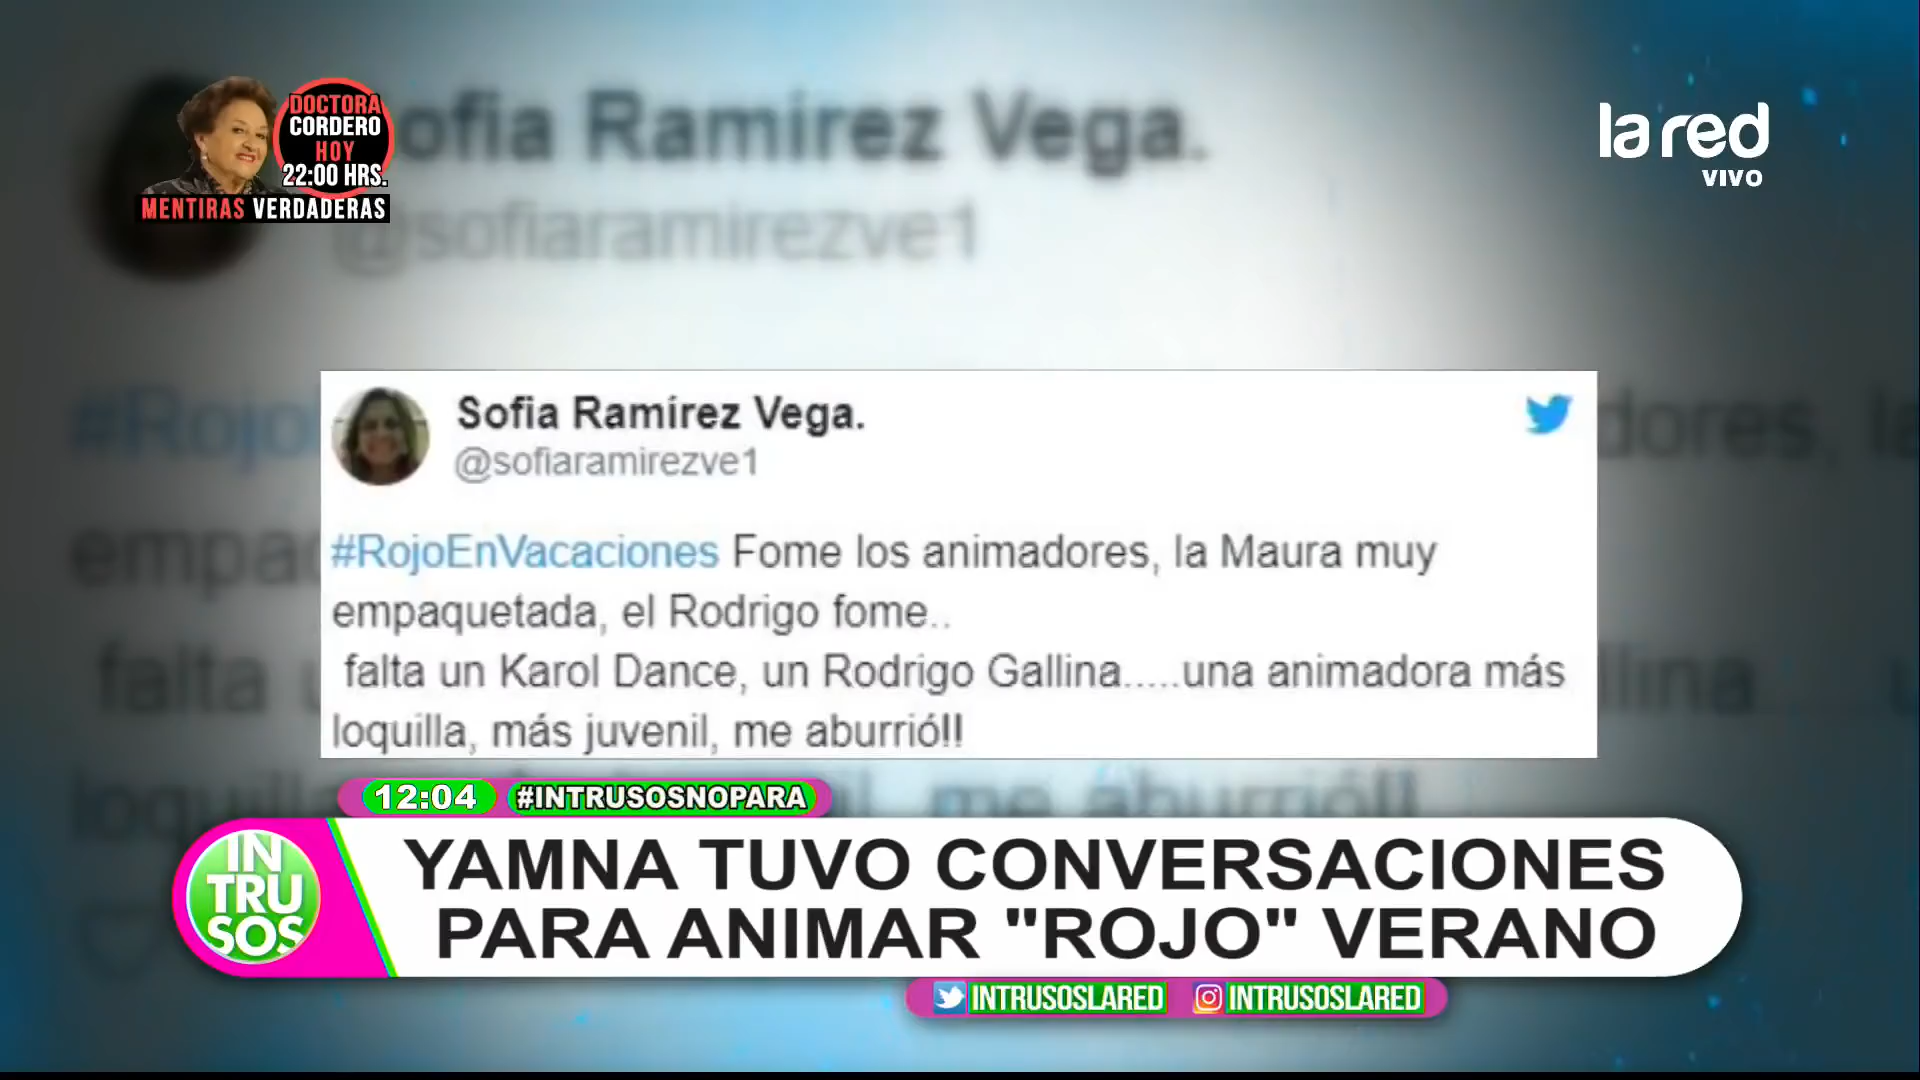 DOCTORA
CORDERO
HOY
22:00 HRS.
MENTIRAS VERDADERAS
ofia Ramírez Vega.
@sofiaramirezve1
la red
VIVO
Sofia Ramírez Vega.
@sofiaramirezve1
#RojoEnVacaciones Fome los animadores, la Maura muy
empaquetada, el Rodrigo fome..
falta un Karol Dance, un Rodrigo Gallina.....una animadora más
loquilla, más juvenil, me aburrió!!
12:04 #INTRUSOSNOPARA
IN
TRU
SOS
YAMNA TUVO CONVERSACIONES
PARA ANIMAR "ROJO" VERANO
INTRUSOSLARED INTRUSOSLARED